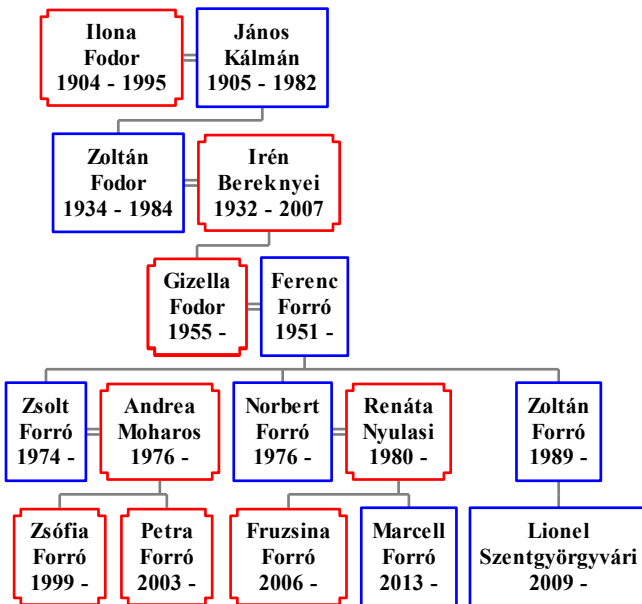 Ilona
Fodor
1904 - 1995
János
Kálmán
1905 - 1982
Zoltán
Fodor
1934 - 1984
Irén
Bereknyei
1932 - 2007
Gizella
Fodor
1955 -
Ferenc
Forró
1951 -
Zsolt
Forró
1974 -
Andrea
Moharos
1976 -
Norbert
Forró
1976 -
Renáta
Nyulasi
1980 -
Zoltán
Forró
1989 -
Zsófia
Forró
1999 -
Petra
Forró
2003 -
Fruzsina
Forró
2006 -
Marcell
Forró
2013 -
Lionel
Szentgyörgyvári
2009 -